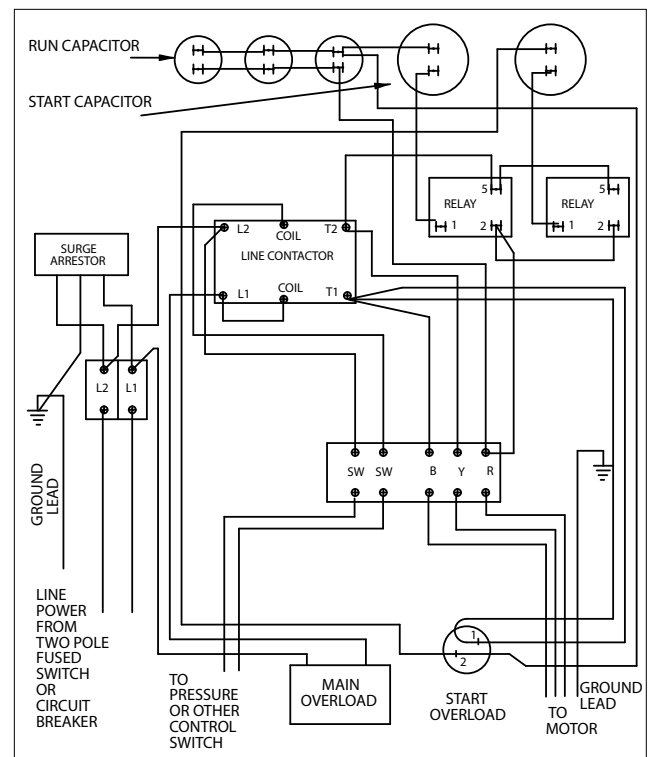 RUN CAPACITOR
START CAPACITOR
5
RELAY
1
2
5
RELAY
1
2
L2
COIL
T2
LINE CONTACTOR
L1
COIL
T1
SURGE
ARRESTOR
L2
L1
GROUND
LEAD
SW
SW
B
Y
R
LINE
POWER
FROM
TWO POLE
FUSED
SWITCH
OR
CIRCUIT
BREAKER
TO
PRESSURE
OR OTHER
CONTROL
SWITCH
MAIN
OVERLOAD
1
2
START
OVERLOAD
TO
MOTOR
GROUND
LEAD